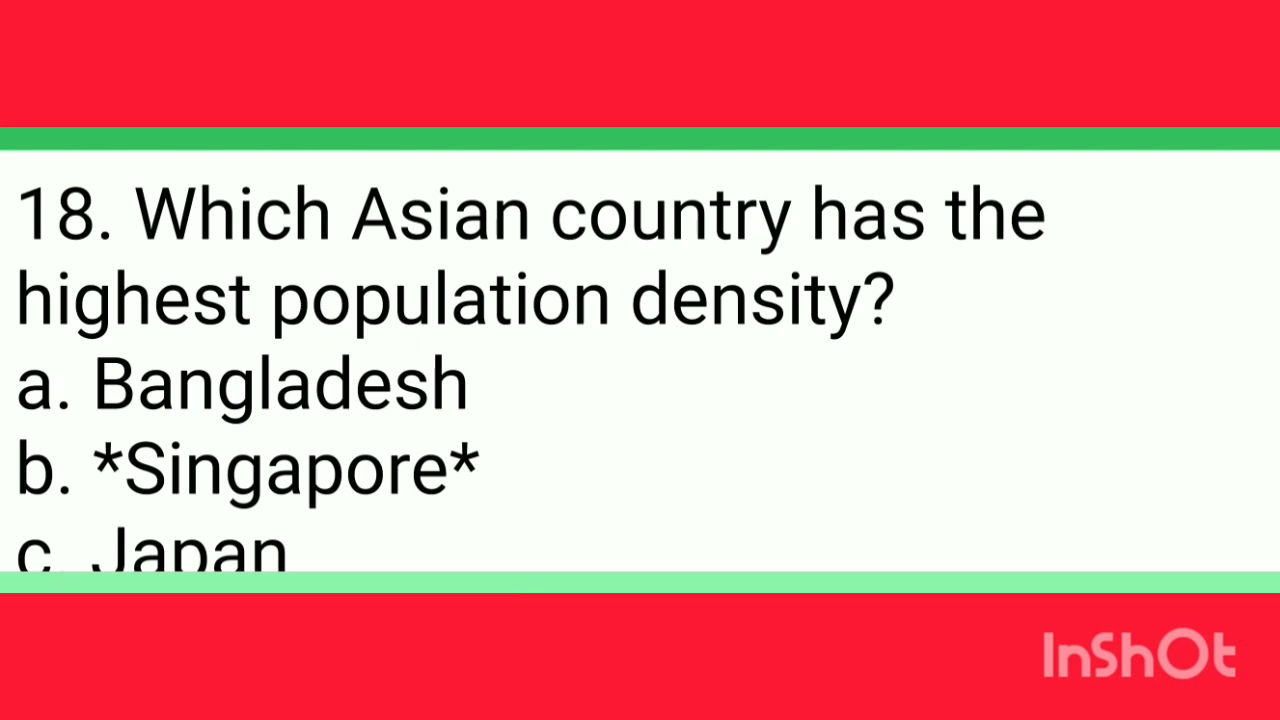 18. Which Asian country has the
highest population density?
a. Bangladesh
b. *Singapore*
c. Japan
InShOt